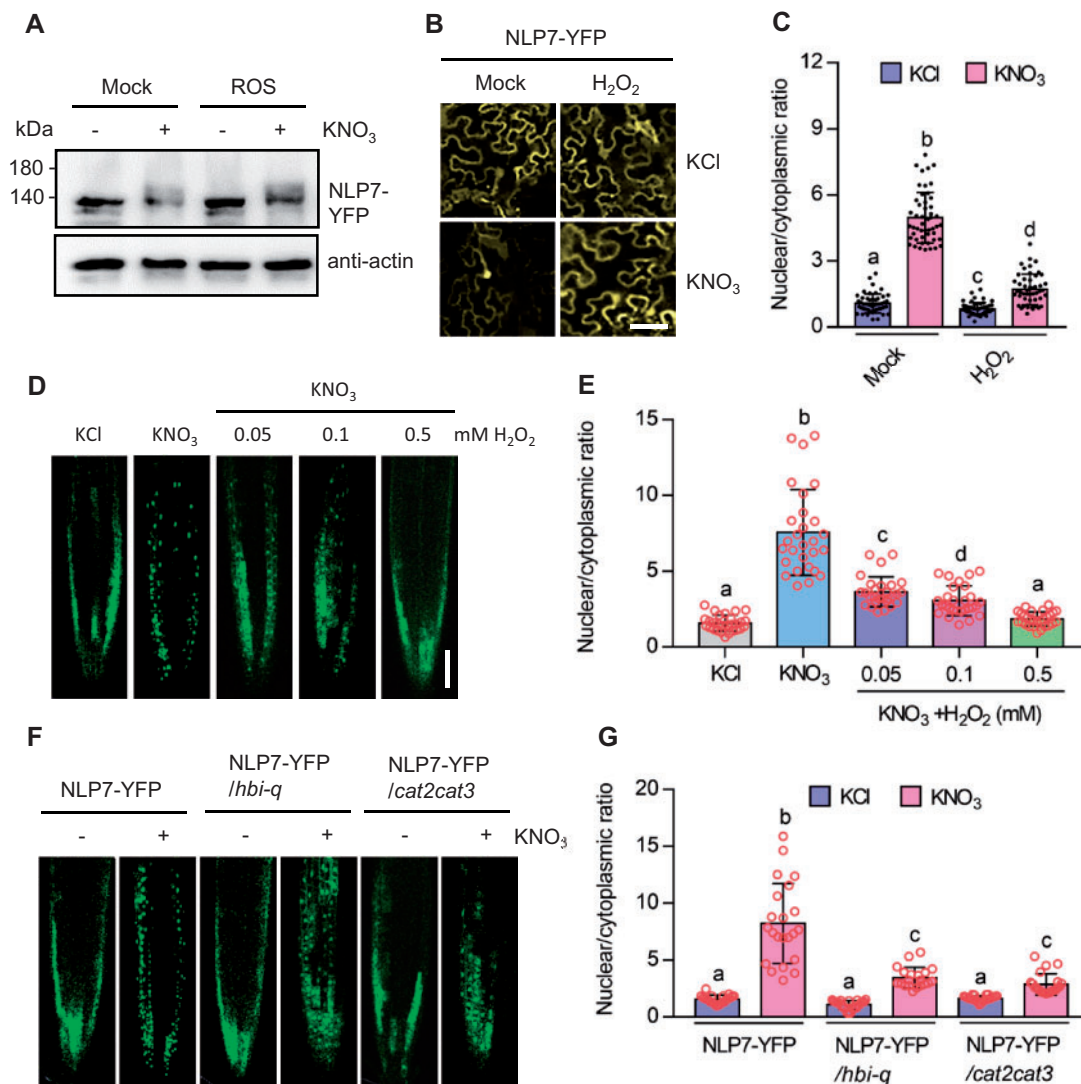 A
Mock ROS
kDa - + - + KNO₃
180
140
NLP7-
YFP
anti-actin
B
NLP7-YFP
Mock H₂O₂
KCl
KNO₃
C
KCl KNO₃
Nuclear/cytoplasmic ratio
12
9
6
3
0
a b c d
Mock H₂O₂
D
KNO₃
KCl KNO₃ 0.05 0.1 0.5 mM H₂O₂
E
Nuclear/cytoplasmic ratio
15
10
5
0
a b c d a
KCl KNO₃ 0.05 0.1 0.5
KNO₃ +H₂O₂ (mM)
F
NLP7-YFP NLP7-YFP NLP7-YFP
/hbi-q /cat2cat3
- + - + - + KNO₃
G
KCl KNO₃
Nuclear/cytoplasmic ratio
20
15
10
5
0
a b a c a c
NLP7-YFP NLP7-YFP NLP7-YFP
/hbi-q /cat2cat3